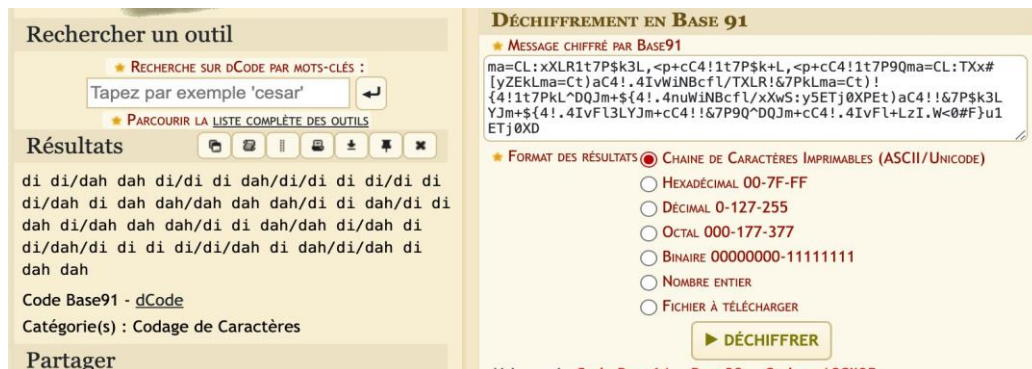 Rechercher un outil
★ Recherche sur dCode par mots-clés :
Tapez par exemple 'cesar'
★ Parcourir la liste complète des outils
Résultats
di di/dah dah di/di di dah/di/di di di/di di
di/dah di dah dah/dah dah dah/di di dah/di di
dah di/dah dah dah/di di dah/dah di/dah di
di/dah/di di di di/di/dah di dah/di/dah di
dah dah
Code Base91 - dCode
Catégorie(s) : Codage de Caractères
Partager
Déchiffrement en Base 91
★ Message chiffré par Base91
ma=CL:xXLR1t7P$k3L,<p+cC4!1t7P$k+L,<p+cC4!1t7P9Qma=CL:TXx#
[yZEkLma=Ct)aC4!.4IvWiNBcfl/TXLR!&7PkLma=Ct)!
{4!1t7PkL^DQJm+${4!.4nuWiNBcfl/xXwS:y5ETj0XPEt)aC4!!&7P$k3L
YJm+${4!.4IvFl3LYJm+cC4!!&7P9Q^DQJm+cC4!.4IvFl+LzI.W<0#F}u1
ETj0XD
★ Format des résultats Chaine de Caractères Imprimables (ASCII/Unicode)
Hexadécimal 00-7F-FF
Décimal 0-127-255
Octal 000-177-377
Binaire 00000000-11111111
Nombre entier
Fichier à télécharger
▶ DÉCHIFFRER